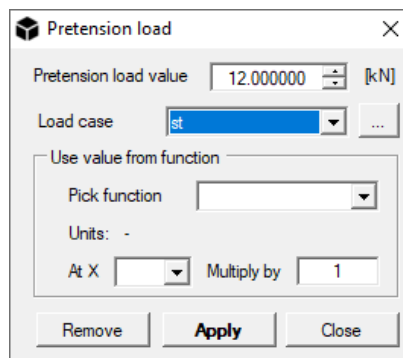 Pretension load
Pretension load value 12.000000 [kN]
Load case st ...
Use value from function
Pick function
Units: -
At X Multiply by 1
Remove Apply Close